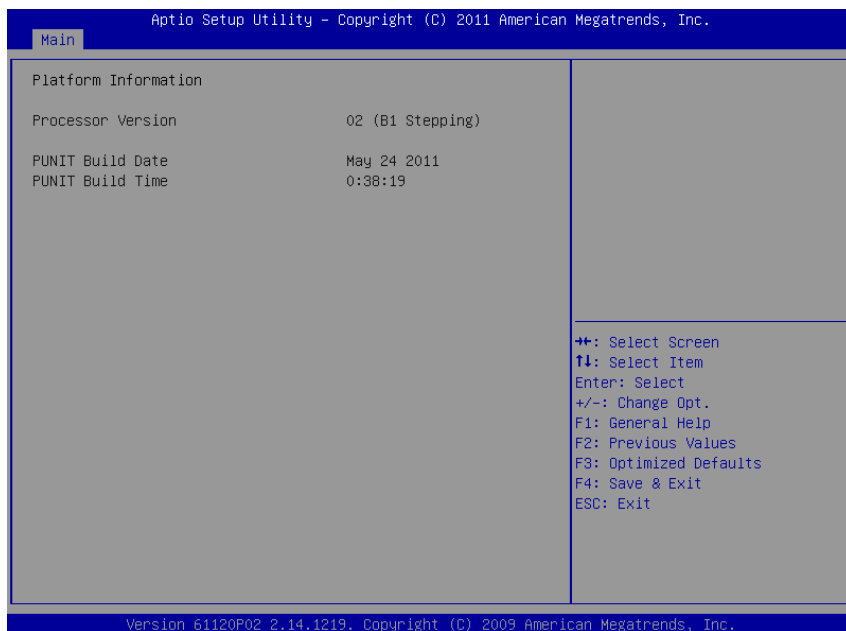 Aptio Setup Utility – Copyright (C) 2011 American Megatrends, Inc.
Main
Platform Information
Processor Version 02 (B1 Stepping)
PUNIT Build Date May 24 2011
PUNIT Build Time 0:38:19
→←: Select Screen
↑↓: Select Item
Enter: Select
+/-: Change Opt.
F1: General Help
F2: Previous Values
F3: Optimized Defaults
F4: Save & Exit
ESC: Exit
Version 61120P02 2.14.1219. Copyright (C) 2009 American Megatrends, Inc.